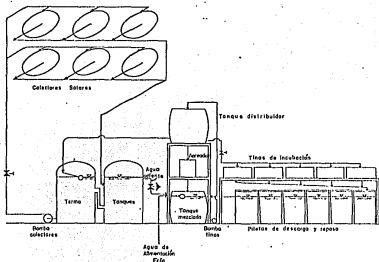 Colectores Solares
Tanque distribuidor
Aereador
Tinas de incubación
Agua
caliente
Termo
Tanques
Tanque
mezclado
Bomba
colectores
Bomba
tinas
Piletas de descarga y reposo
Agua de
Alimentación
Fría